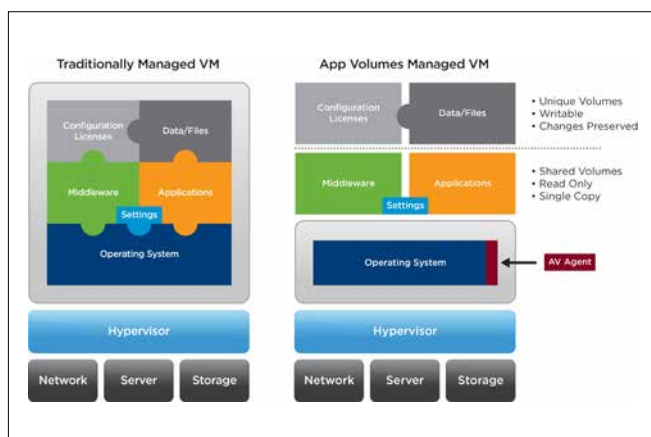 Traditionally Managed VM
Configuration
Licenses
Data/Files
Middleware
Applications
Settings
Operating System
Hypervisor
Network
Server
Storage
App Volumes Managed VM
Configuration
Licenses
Data/Files
• Unique Volumes
• Writable
• Changes Preserved
Middleware
Applications
Settings
• Shared Volumes
• Read Only
• Single Copy
Operating System
AV Agent
Hypervisor
Network
Server
Storage